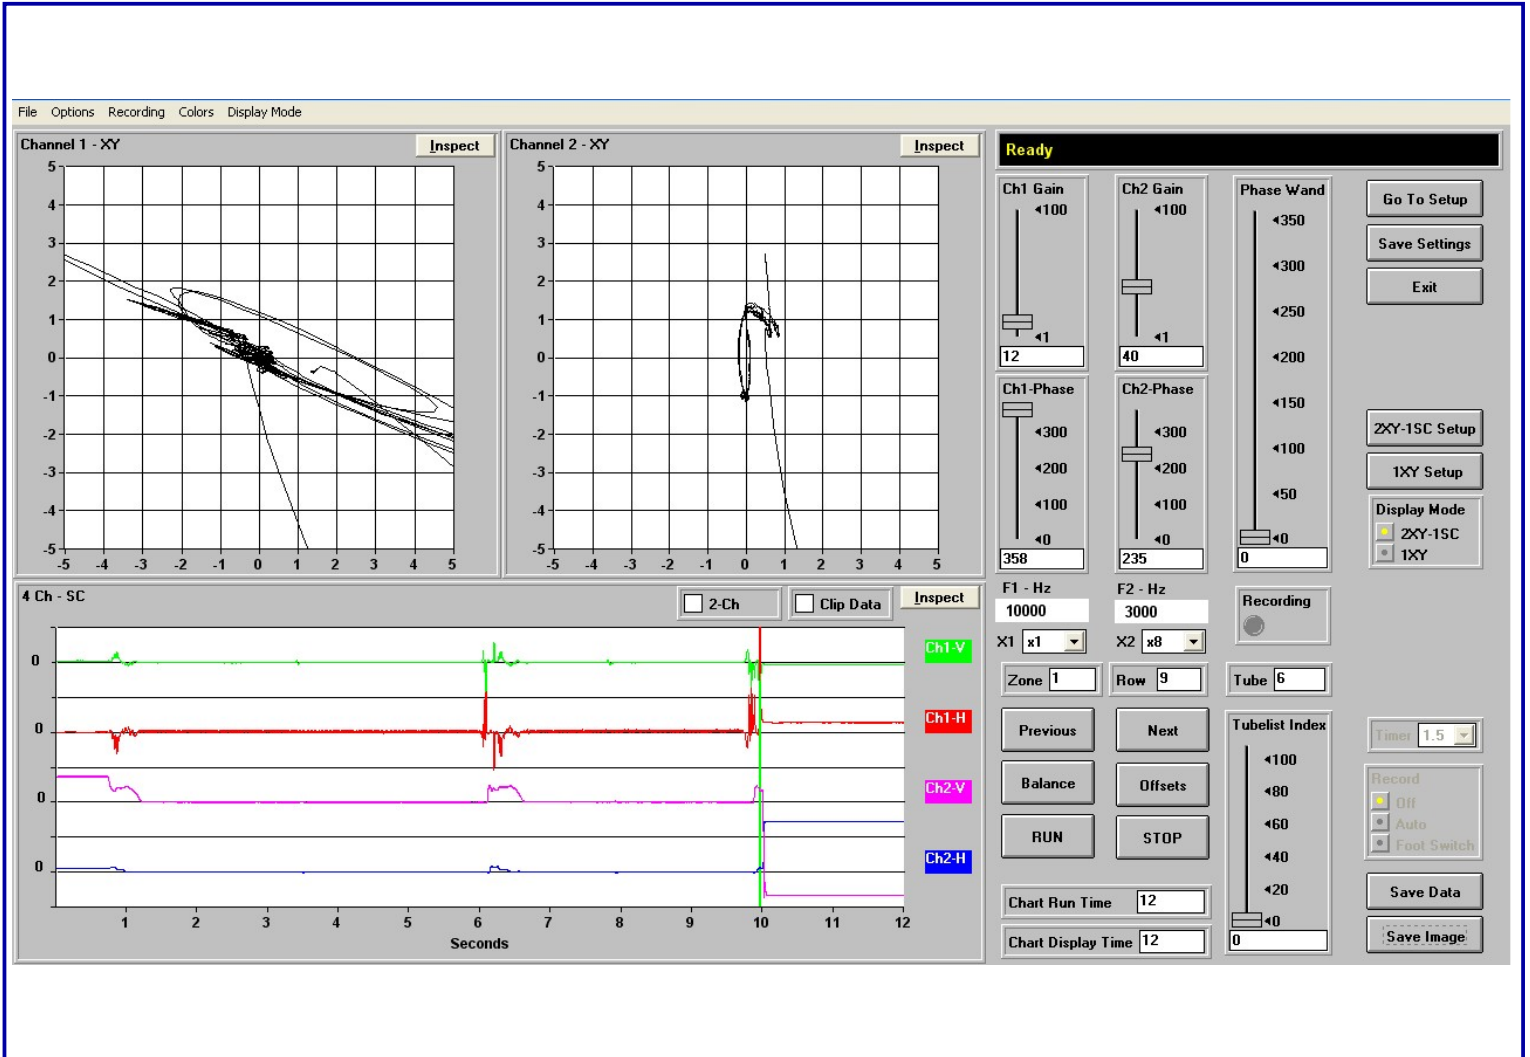 File Options Recording Colors Display Mode
Channel 1 - XY
Inspect
5
4
3
2
1
0
-1
-2
-3
-4
-5
-5 -4 -3 -2 -1 0 1 2 3 4 5
Channel 2 - XY
Inspect
5
4
3
2
1
0
-1
-2
-3
-4
-5
-5 -4 -3 -2 -1 0 1 2 3 4 5
4 Ch - SC
2-Ch
Clip Data
Inspect
0
0
0
0
Ch1-V
Ch1-H
Ch2-V
Ch2-H
1 2 3 4 5 6 7 8 9 10 11 12
Seconds
Ready
Ch1 Gain
100
1
12
Ch2 Gain
100
1
40
Ch1-Phase
300
200
100
0
358
Ch2-Phase
300
200
100
0
235
Phase Wand
350
300
250
200
150
100
50
0
0
Go To Setup
Save Settings
Exit
2XY-1SC Setup
1XY Setup
Display Mode
2XY-1SC
1XY
F1 - Hz
10000
F2 - Hz
3000
X1 x1
X2 x8
Recording
Zone 1
Row 9
Tube 6
Previous
Next
Balance
Offsets
RUN
STOP
Chart Run Time 12
Chart Display Time 12
Tubelist Index
100
80
60
40
20
0
0
Timer 1.5
Record
Off
Auto
Foot Switch
Save Data
Save Image